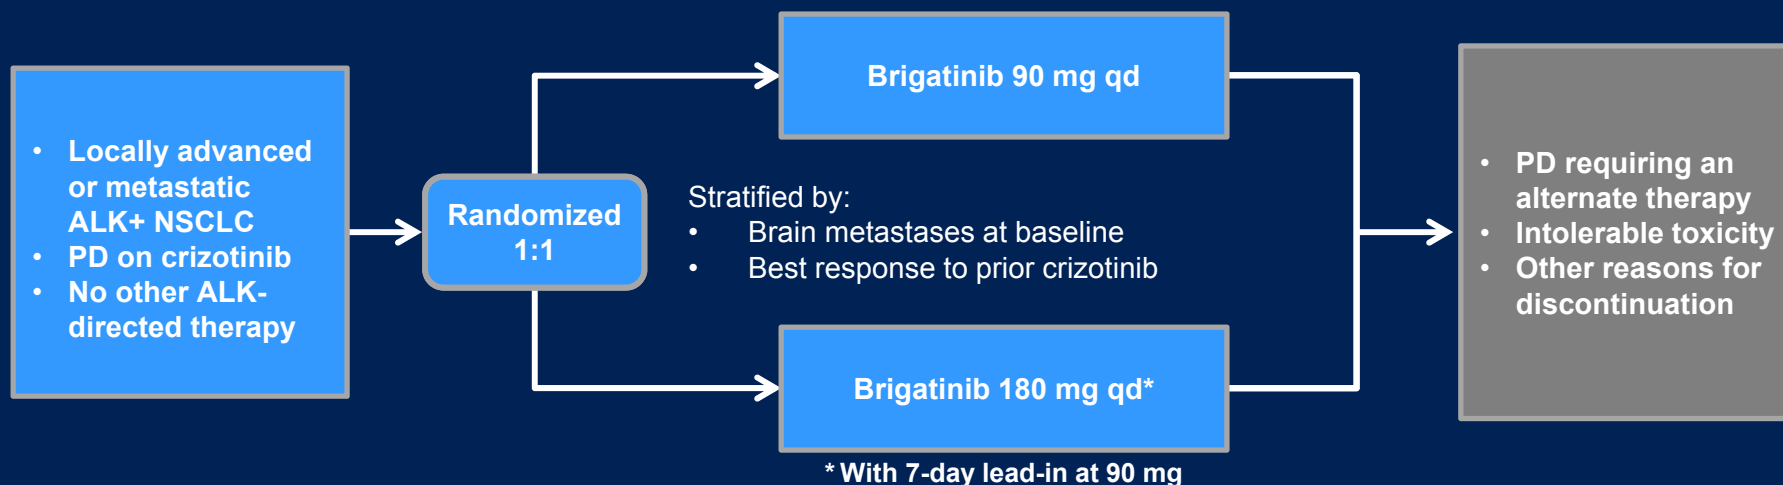 • Locally advanced
or metastatic
ALK+ NSCLC
• PD on crizotinib
• No other ALK-
directed therapy
Randomized
1:1
Brigatinib 90 mg qd
Stratified by:
• Brain metastases at baseline
• Best response to prior crizotinib
Brigatinib 180 mg qd*
* With 7-day lead-in at 90 mg
• PD requiring an
alternate therapy
• Intolerable toxicity
• Other reasons for
discontinuation